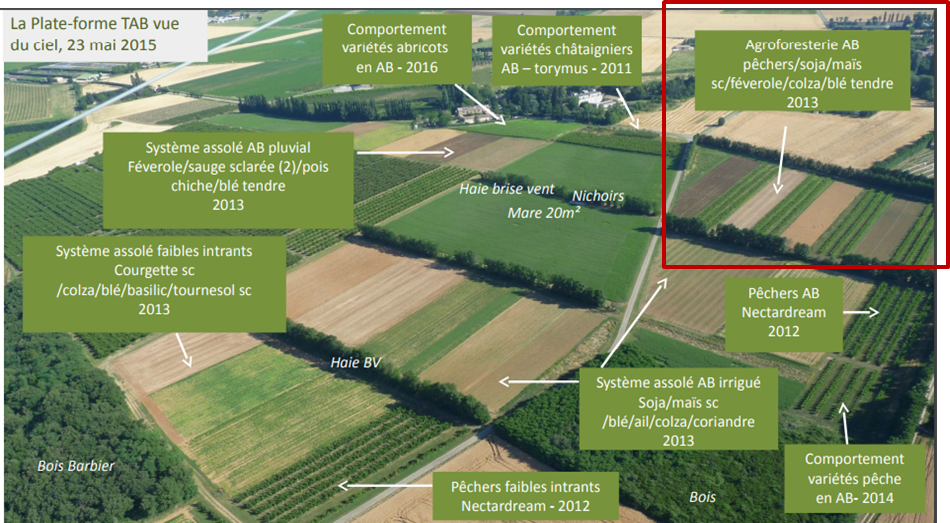 La Plate-forme TAB vue
du ciel, 23 mai 2015
Comportement
variétés abricots
en AB - 2016
Comportement
variétés châtaigniers
AB – torymus - 2011
Agroforesterie AB
pêchers/soja/maïs
sc/féverole/colza/blé tendre
2013
Système assolé AB pluvial
Féverole/sauge sclarée (2)/pois
chiche/blé tendre
2013
Haie brise vent
Nichoirs
Mare 20m²
Système assolé faibles intrants
Courgette sc
/colza/blé/basilic/tournesol sc
2013
Pêchers AB
Nectardream
2012
Haie BV
Système assolé AB irrigué
Soja/maïs sc
/blé/ail/colza/coriandre
2013
Bois Barbier
Comportement
variétés pêche
en AB- 2014
Pêchers faibles intrants
Nectardream - 2012
Bois